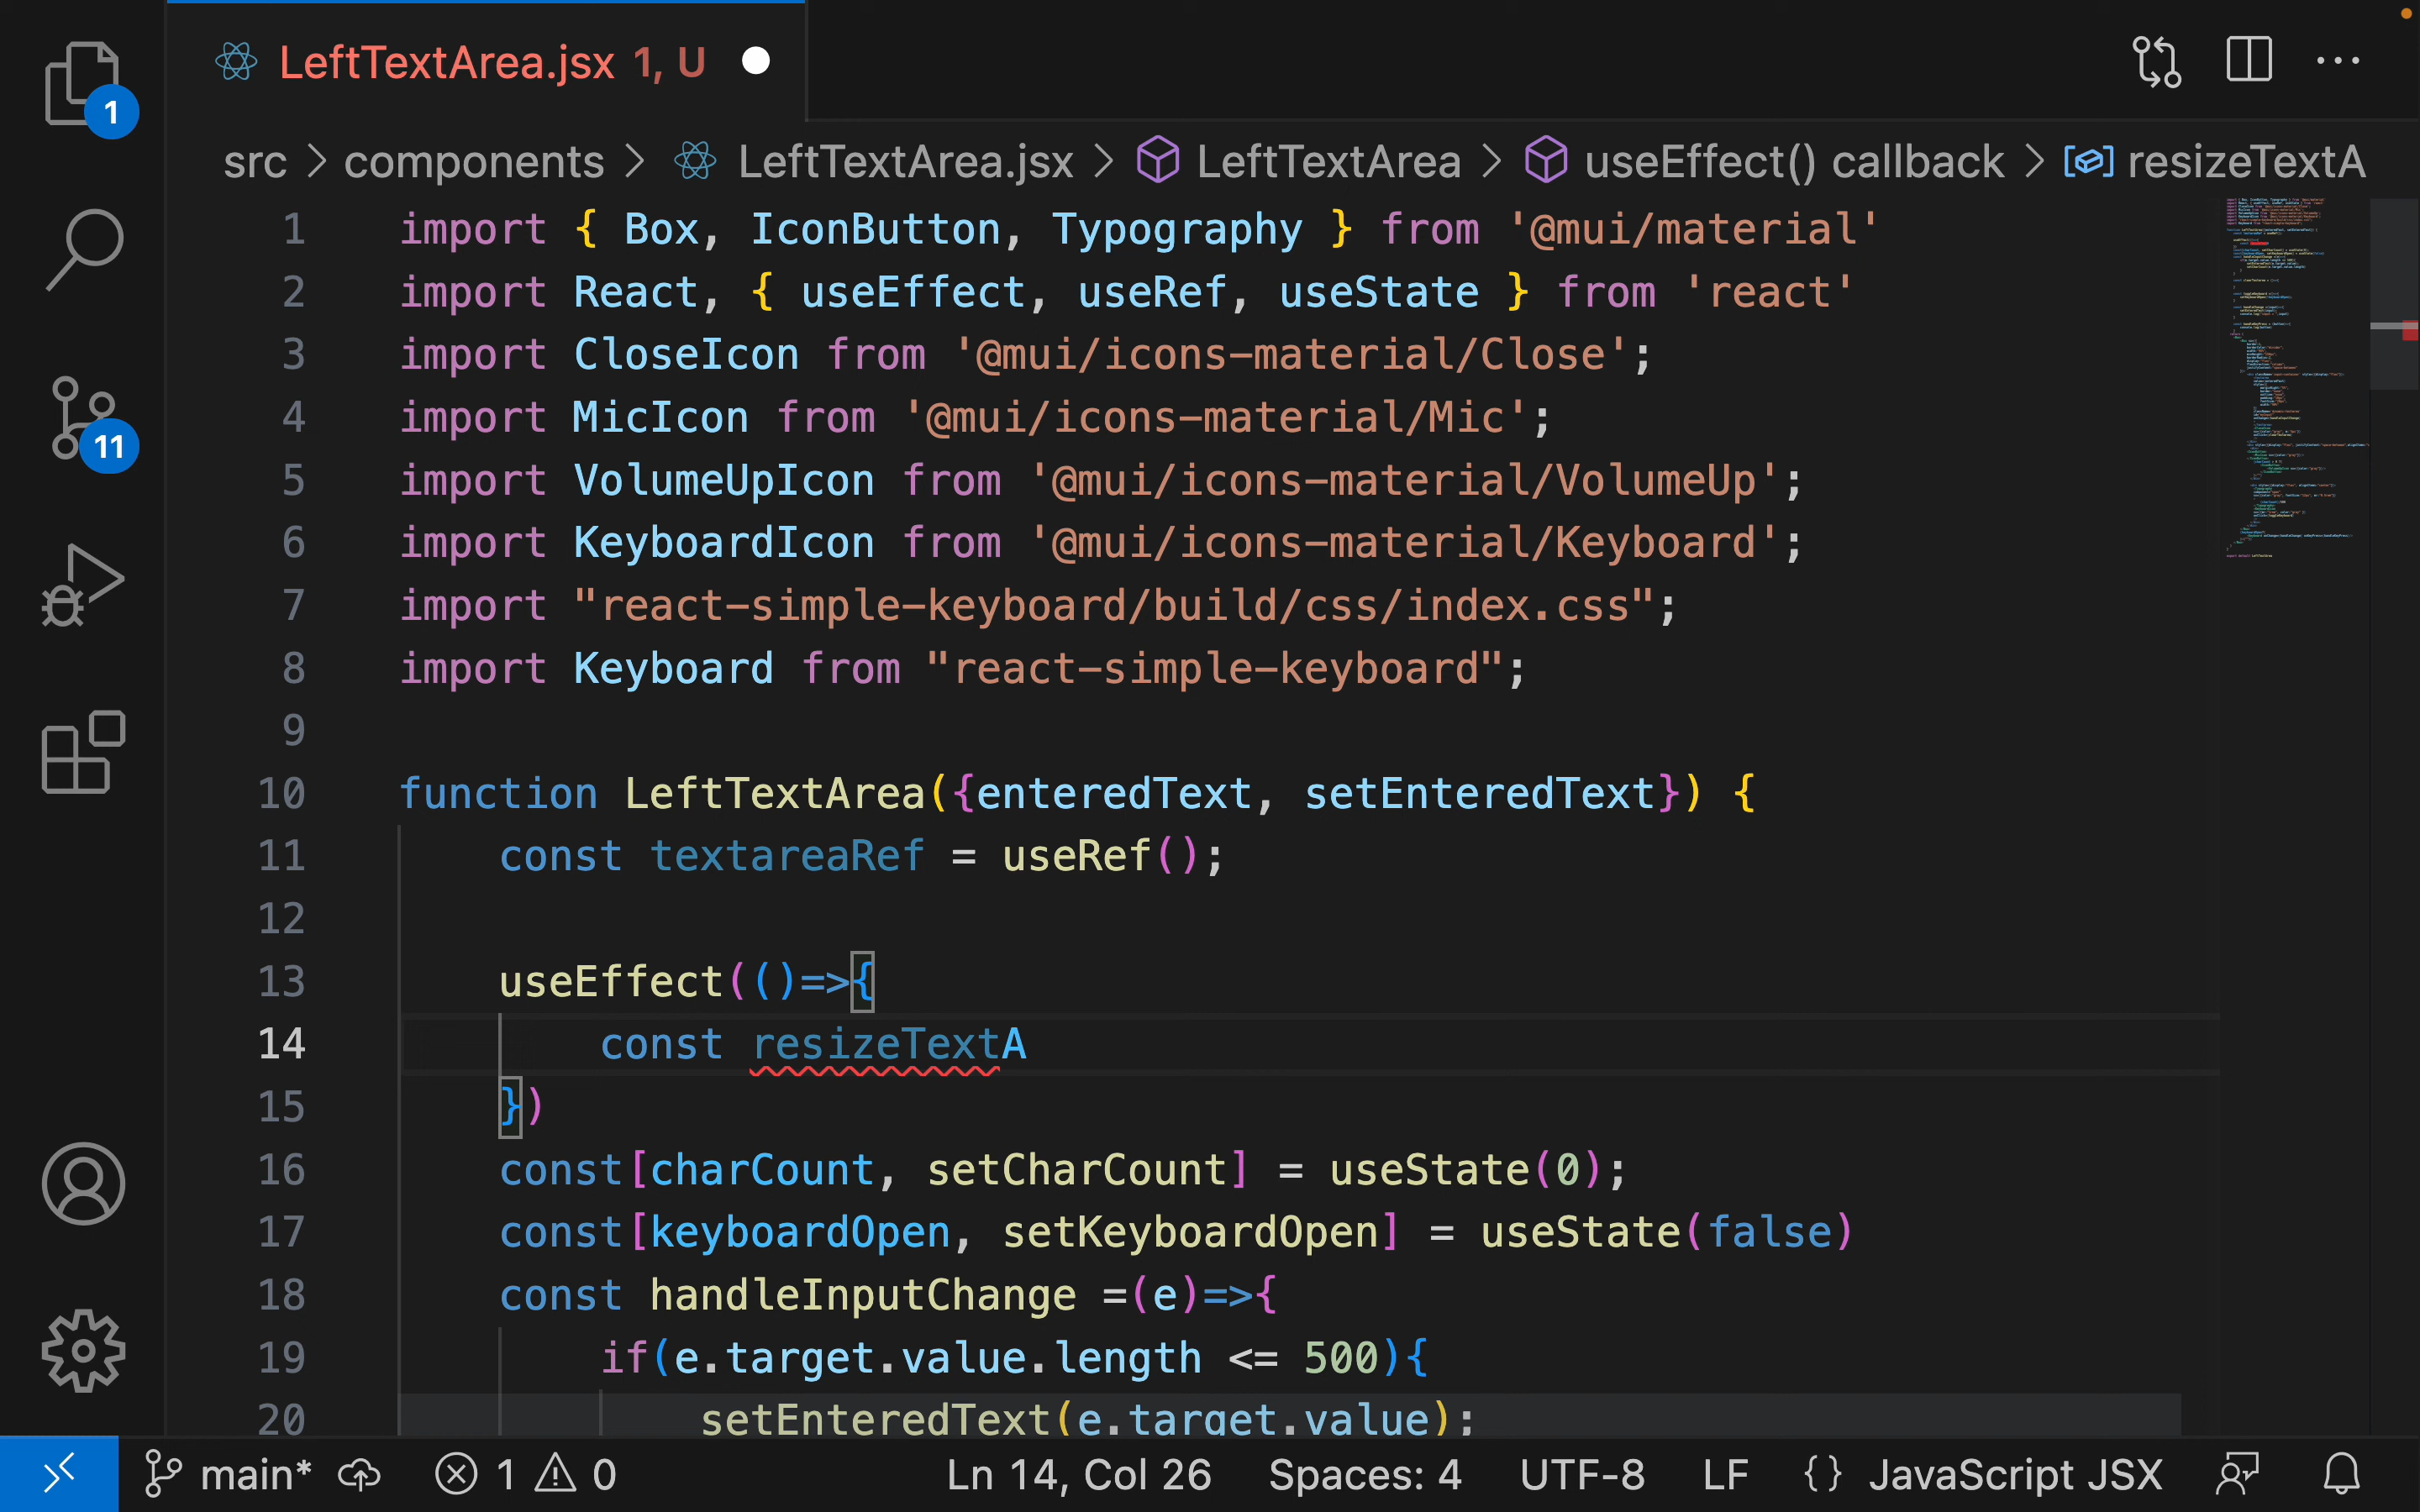 LeftTextArea.jsx 1, U
1
src components LeftTextArea.jsx LeftTextArea useEffect() callback resizeTextA
1 import { Box, IconButton, Typography } from '@mui/material'
2 import React, { useEffect, useRef, useState } from 'react'
3 import CloseIcon from '@mui/icons-material/Close';
4 import MicIcon from '@mui/icons-material/Mic';
11
5 import VolumeUpIcon from '@mui/icons-material/VolumeUp';
6 import KeyboardIcon from '@mui/icons-material/Keyboard';
7 import "react-simple-keyboard/build/css/index.css";
8 import Keyboard from "react-simple-keyboard";
9
10 function LeftTextArea({enteredText, setEnteredText}) {
11 const textareaRef = useRef();
12
13 useEffect(()=>{
14 const resizeTextA
15 })
16 const[charCount, setCharCount] = useState(0);
17 const[keyboardOpen, setKeyboardOpen] = useState(false)
18 const handleInputChange =(e)=>{
19 if(e.target.value.length <= 500){
20 setEnteredText(e.target.value);
main* 1 0 Ln 14, Col 26 Spaces: 4 UTF-8 LF {} JavaScript JSX